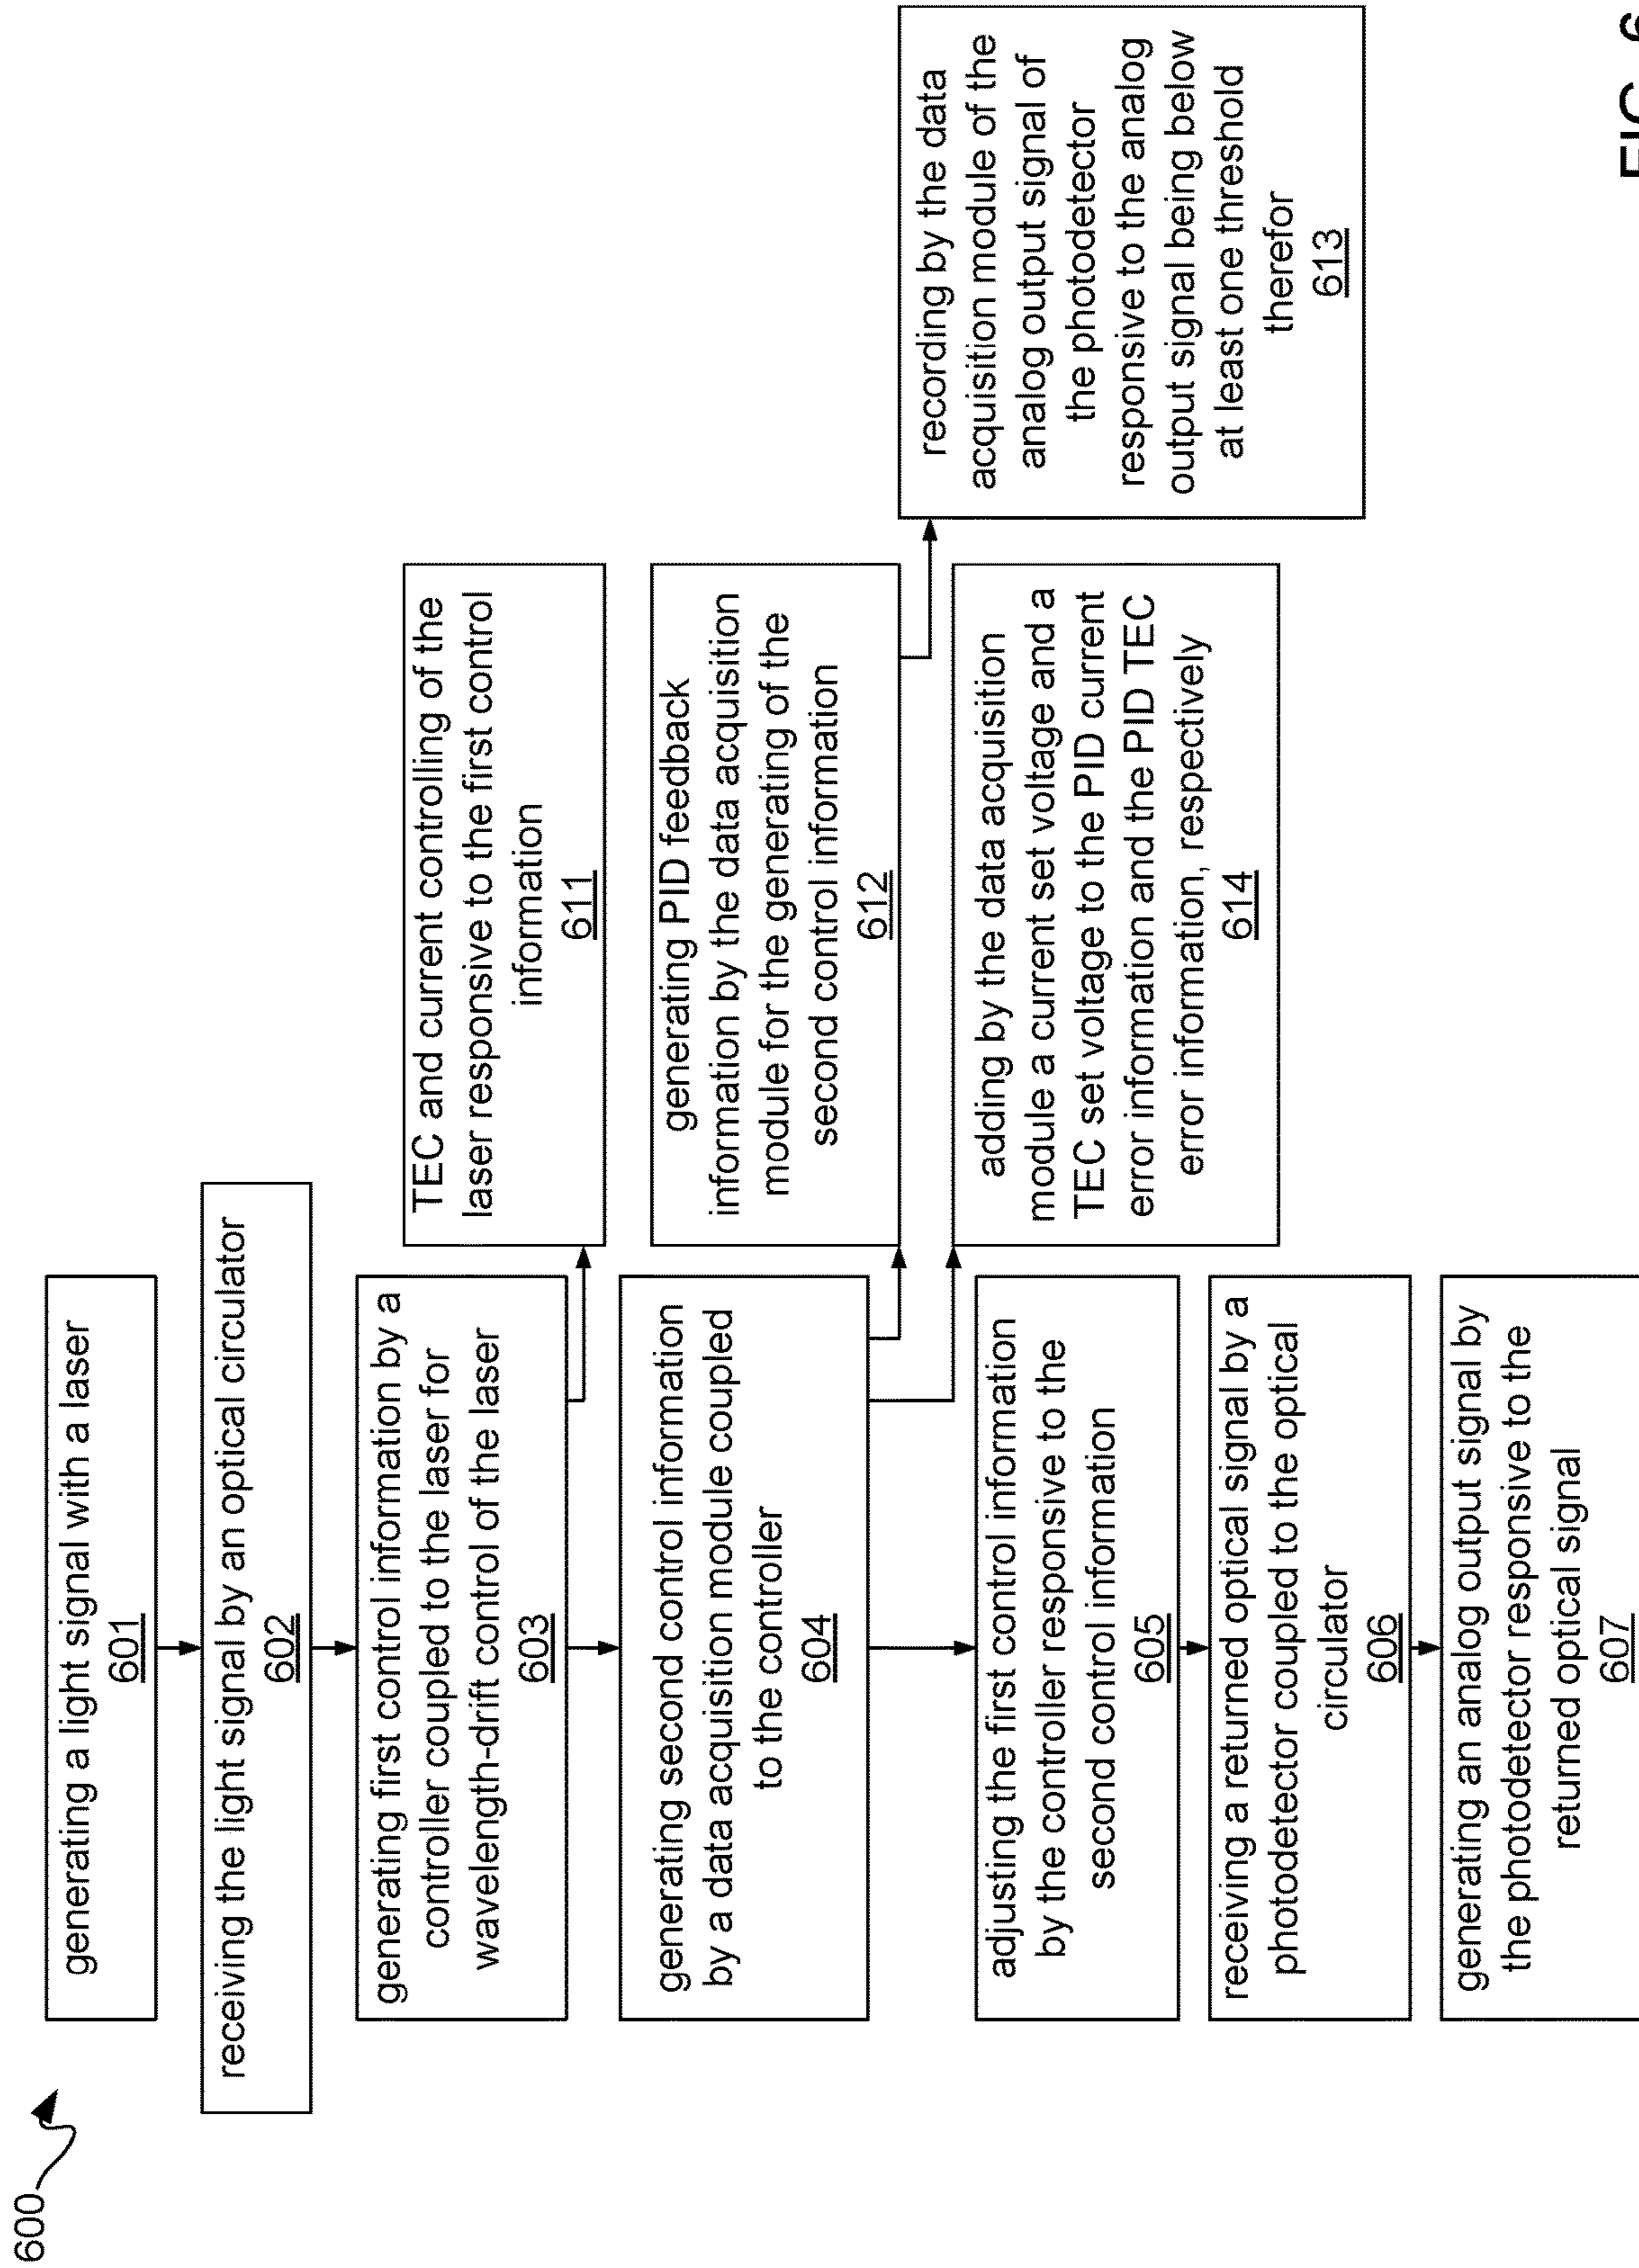 600
generating a light signal with a laser
601
receiving the light signal by an optical circulator
602
generating first control information by a
controller coupled to the laser for
wavelength-drift control of the laser
603
TEC and current controlling of the
laser responsive to the first control
information
611
generating second control information
by a data acquisition module coupled
to the controller
604
generating PID feedback
information by the data acquisition
module for the generating of the
second control information
612
recording by the data
acquisition module of the
analog output signal of
the photodetector
responsive to the analog
output signal being below
at least one threshold
therefor
613
adding by the data acquisition
module a current set voltage and a
TEC set voltage to the PID current
error information and the PID TEC
error information, respectively
614
adjusting the first control information
by the controller responsive to the
second control information
605
receiving a returned optical signal by a
photodetector coupled to the optical
circulator
606
generating an analog output signal by
the photodetector responsive to the
returned optical signal
607
FIG. 6